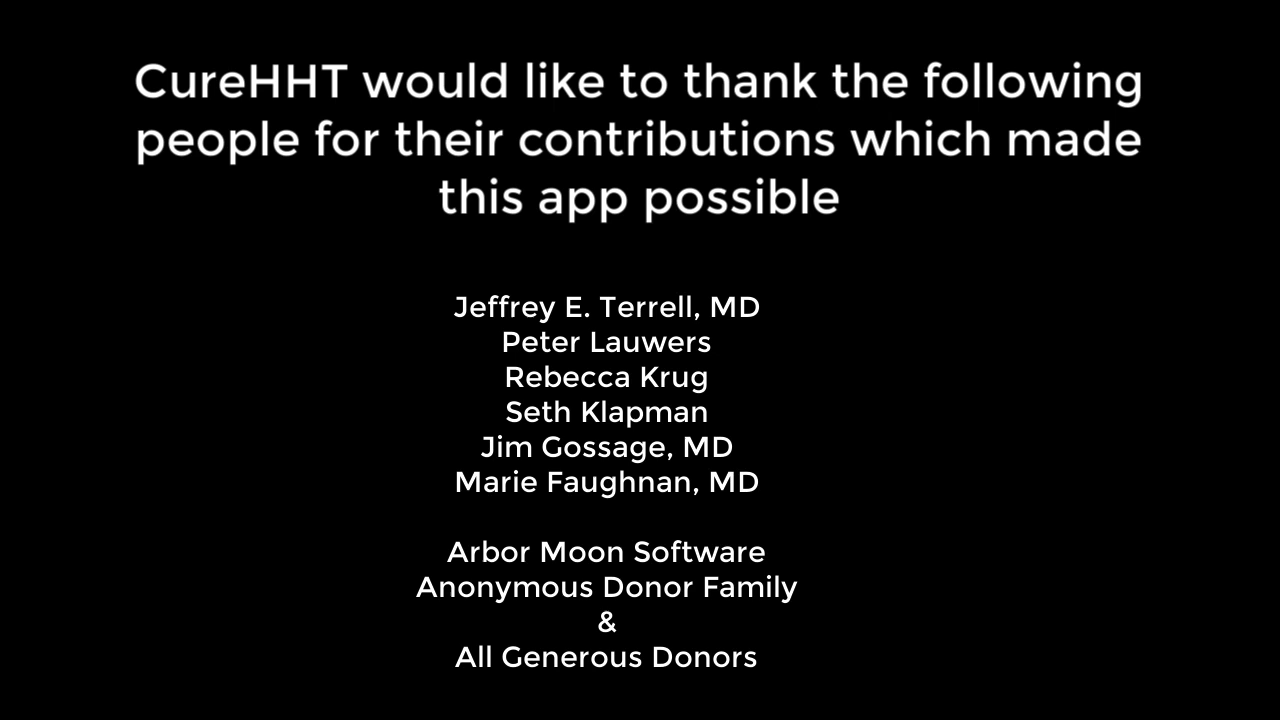 CureHHT would like to thank the following
people for their contributions which made
this app possible
Jeffrey E. Terrell, MD
Peter Lauwers
Rebecca Krug
Seth Klapman
Jim Gossage, MD
Marie Faughnan, MD
Arbor Moon Software
Anonymous Donor Family
&
All Generous Donors